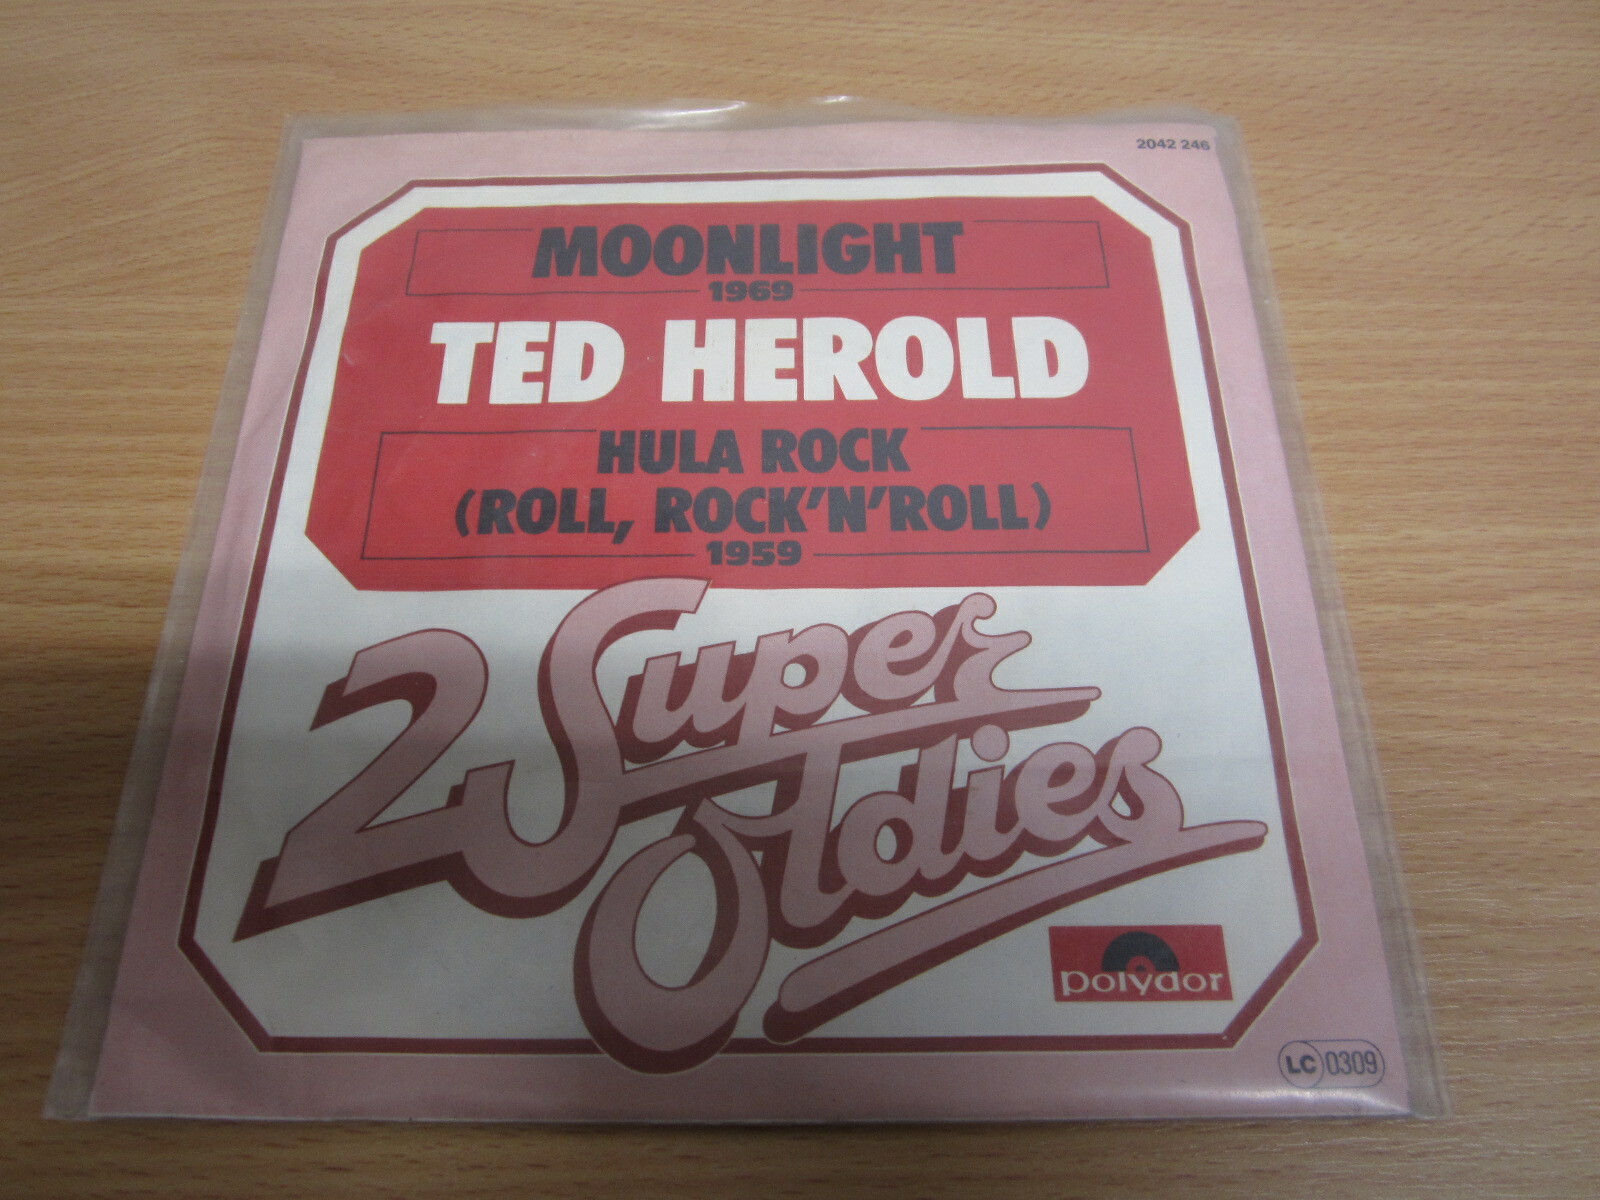 2042 246
MOONLIGHT
1969
TED HEROLD
HULA ROCK
(ROLL, ROCK'N'ROLL)
1959
2 Super
Oldies
polydor
LC 0309